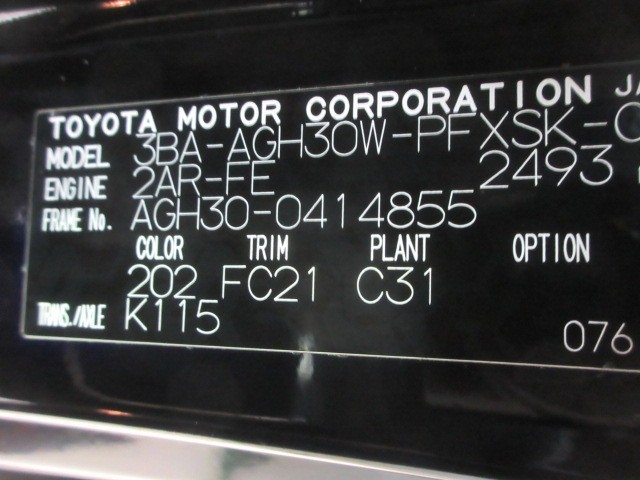 TOYOTA MOTOR CORPORATION JA
MODEL 3BA-AGH30W-PFXSK-
ENGINE 2AR-FE 2493
FRAME No. AGH30-0414855
COLOR TRIM PLANT OPTION
202 FC21 C31
TRANS./AXLE K115
076